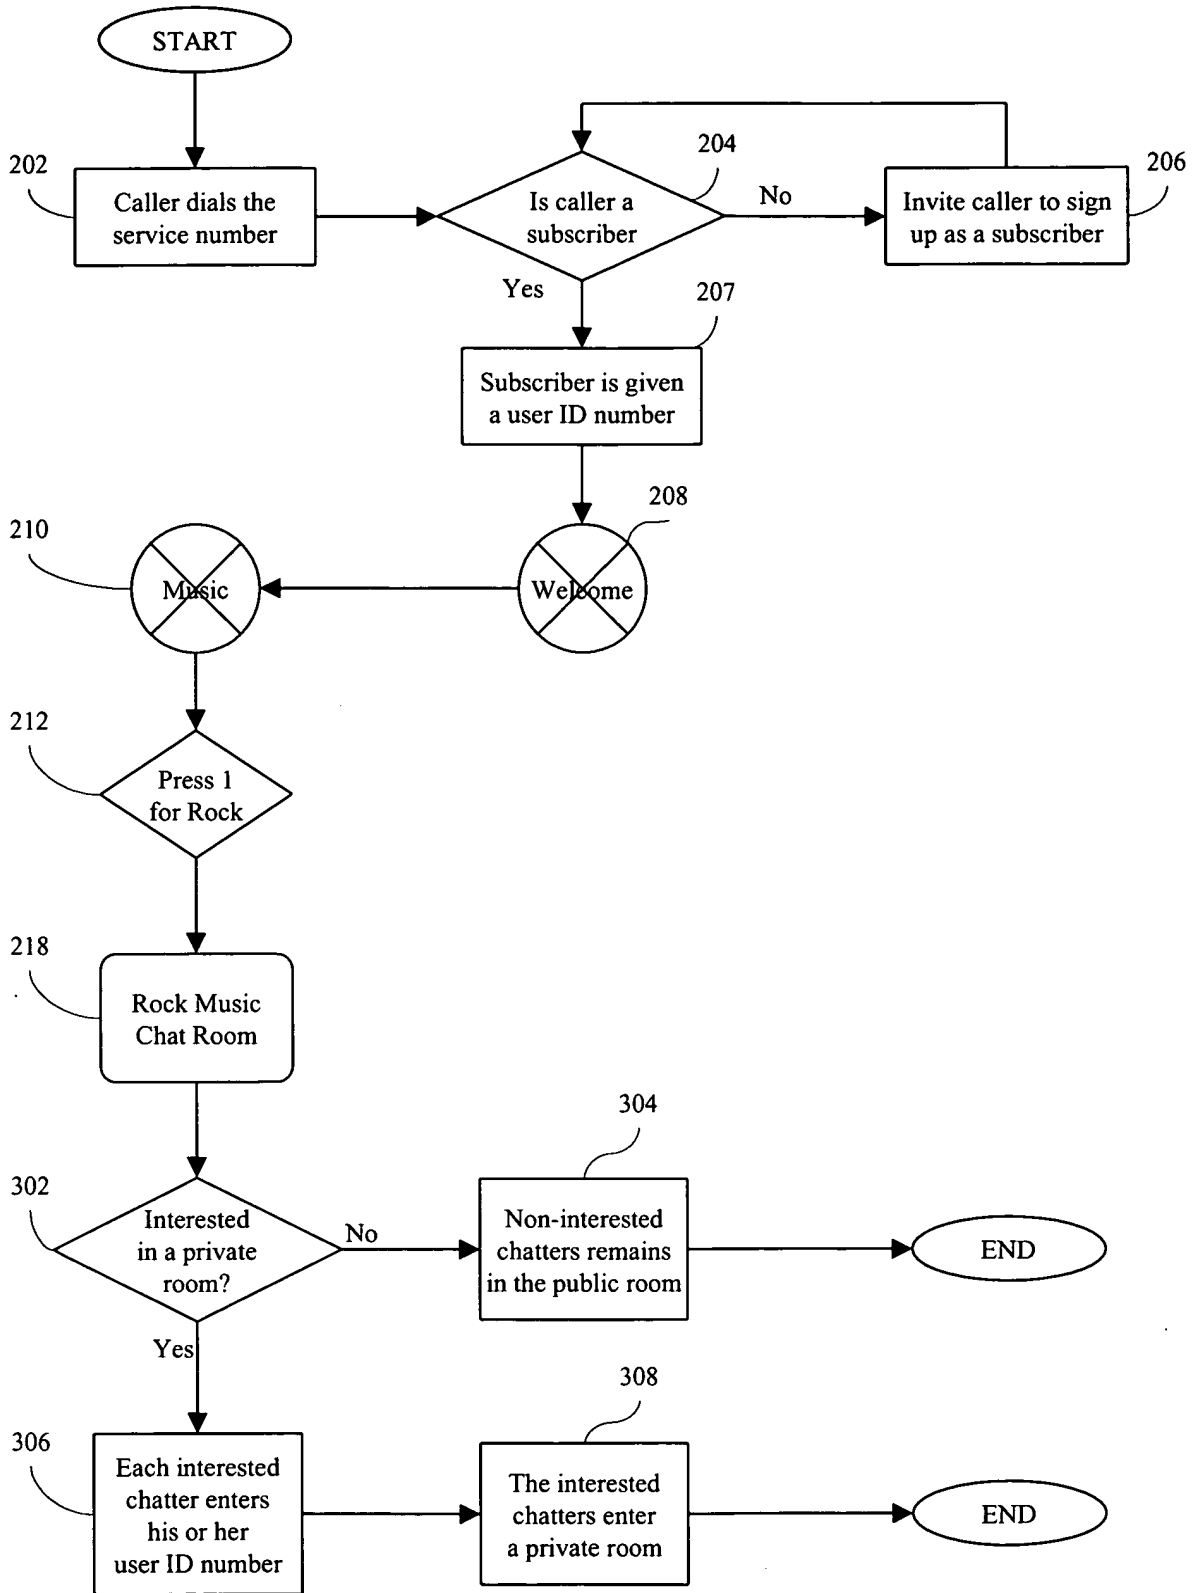 START
202
Caller dials the
service number
204
Is caller a
subscriber
No
206
Invite caller to sign
up as a subscriber
Yes
207
Subscriber is given
a user ID number
208
Welcome
210
Music
212
Press 1
for Rock
218
Rock Music
Chat Room
302
Interested
in a private
room?
No
304
Non-interested
chatters remains
in the public room
END
Yes
306
Each interested
chatter enters
his or her
user ID number
308
The interested
chatters enter
a private room
END